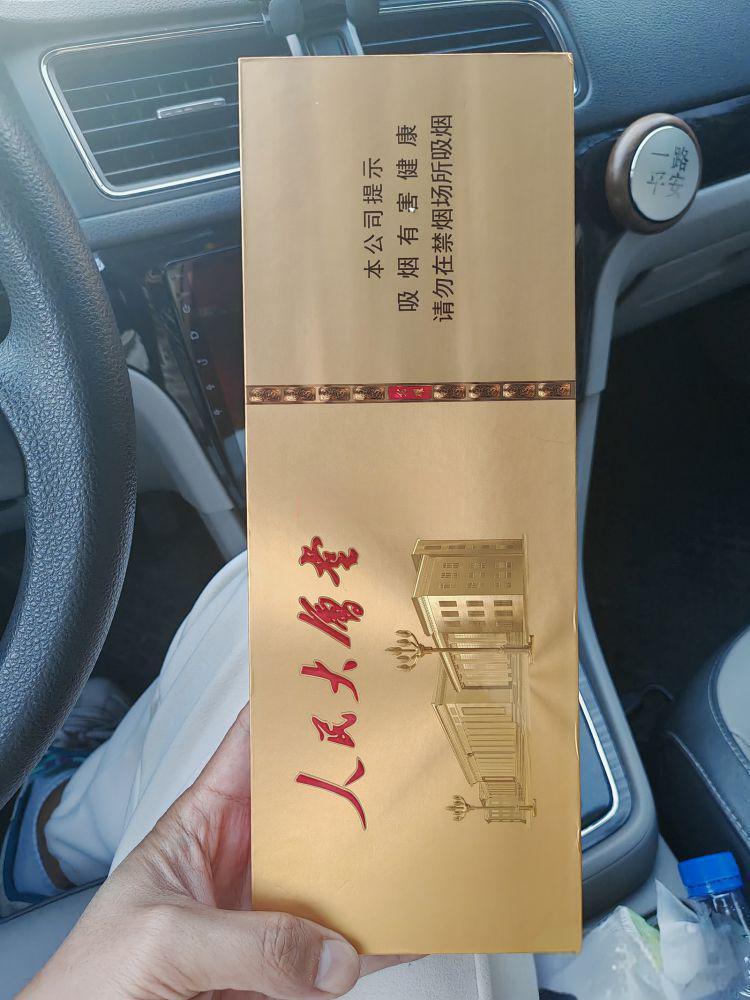 人民大會堂
本公司提示
吸烟有害健康
请勿在禁烟场所吸烟